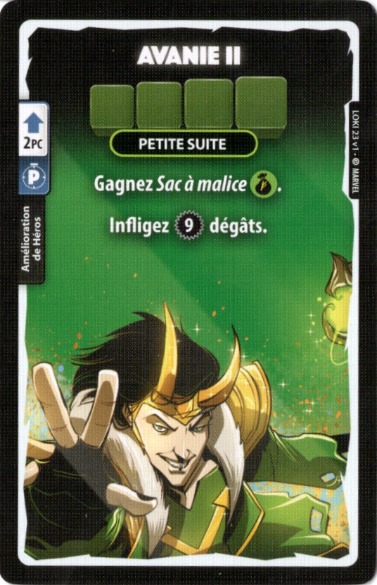 AVANIE II
PETITE SUITE
2PC
P
Gagnez Sac à malice P.
Infligez 9 dégâts.
Amélioration
de Héros
LOKI 23 v1 • © MARVEL